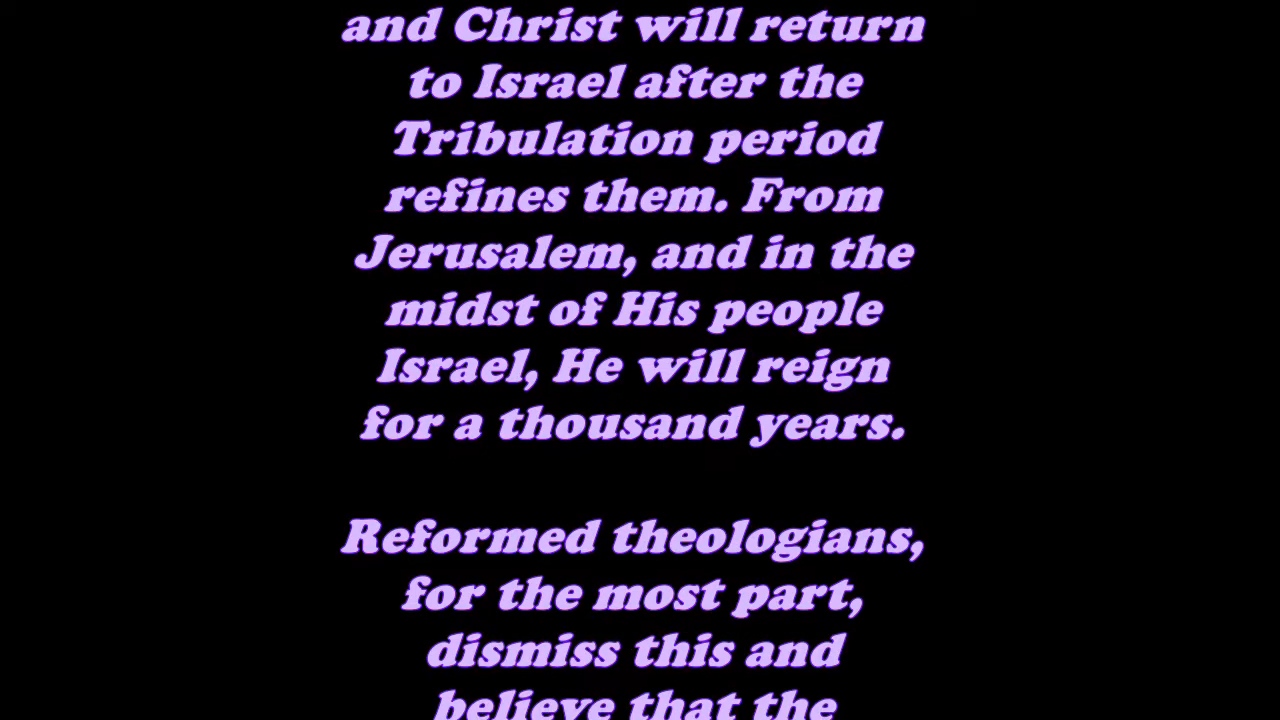 and Christ will return
to Israel after the
Tribulation period
refines them. From
Jerusalem, and in the
midst of His people
Israel, He will reign
for a thousand years.
Reformed theologians,
for the most part,
dismiss this and
believe that the